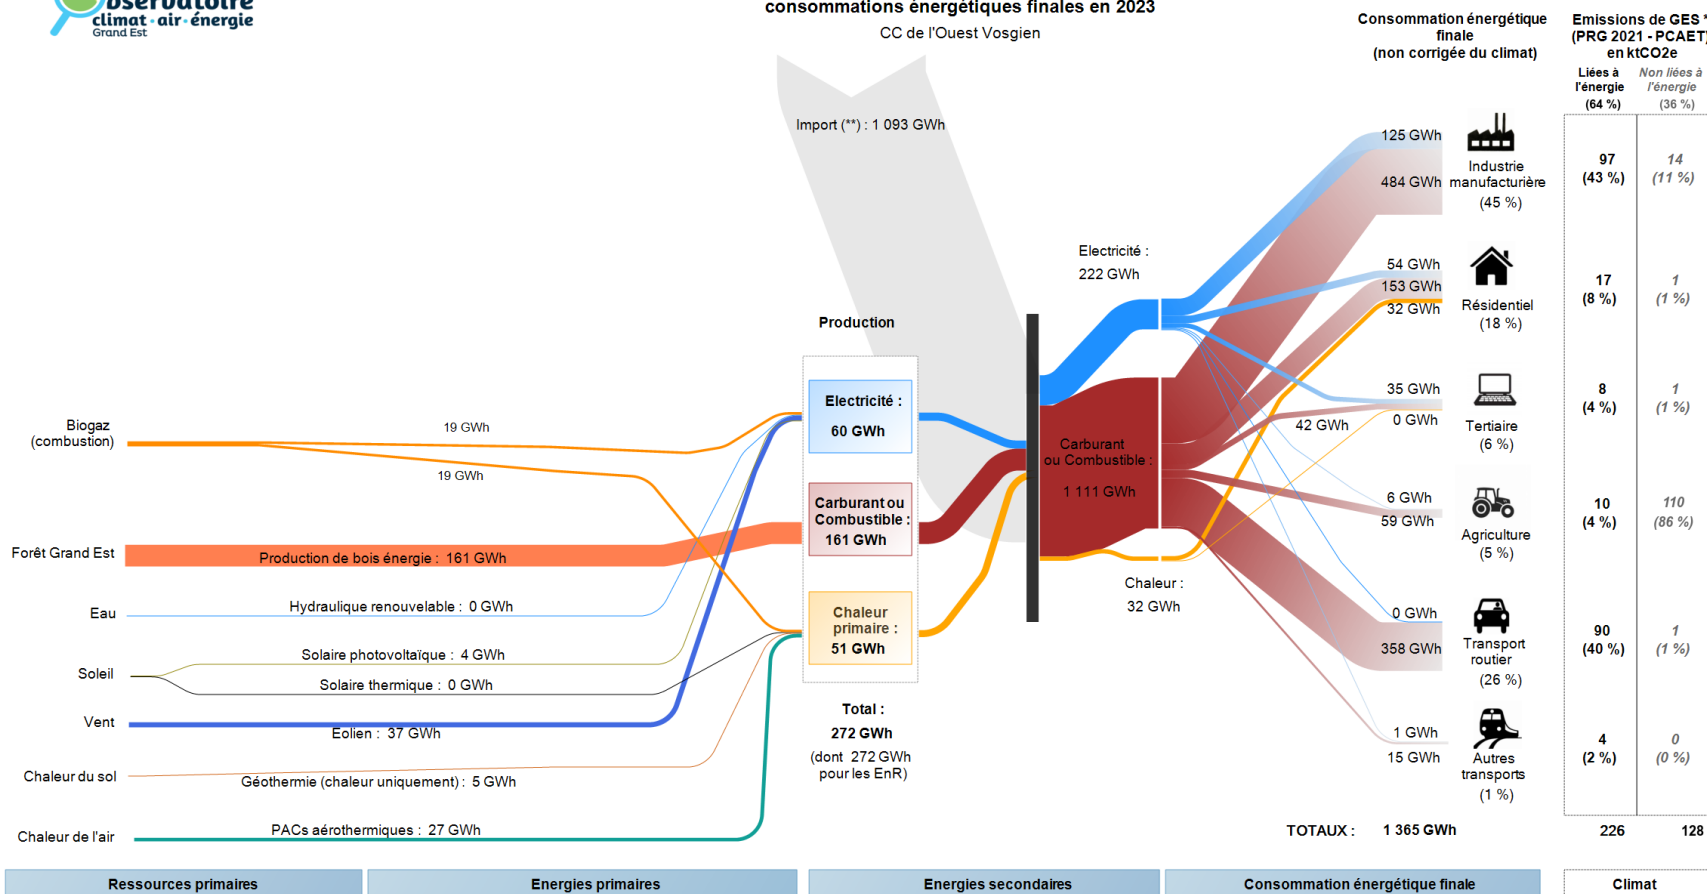 Observatoire
climat · air · énergie
Grand Est
consommations énergétiques finales en 2023
CC de l'Ouest Vosgien
Consommation énergétique
finale
(non corrigée du climat)
Emissions de GES *
(PRG 2021 - PCAET)
en ktCO2e
Liées à
l'énergie
(64 %)
Non liées à
l'énergie
(36 %)
Import (**) : 1 093 GWh
125 GWh
484 GWh
Industrie
manufacturière
(45 %)
97
(43 %)
14
(11 %)
Electricité :
222 GWh
54 GWh
153 GWh
32 GWh
Résidentiel
(18 %)
17
(8 %)
1
(1 %)
Production
Electricité :
60 GWh
35 GWh
42 GWh
0 GWh
Tertiaire
(6 %)
8
(4 %)
1
(1 %)
Biogaz
(combustion)
19 GWh
19 GWh
Carburant
ou Combustible :
1 111 GWh
Carburant ou
Combustible :
161 GWh
6 GWh
59 GWh
Agriculture
(5 %)
10
(4 %)
110
(86 %)
Forêt Grand Est
Production de bois énergie : 161 GWh
Chaleur :
32 GWh
Eau
Hydraulique renouvelable : 0 GWh
Chaleur
primaire :
51 GWh
0 GWh
358 GWh
Transport
routier
(26 %)
90
(40 %)
1
(1 %)
Soleil
Solaire photovoltaïque : 4 GWh
Solaire thermique : 0 GWh
Vent
Eolien : 37 GWh
Total :
272 GWh
(dont 272 GWh
pour les EnR)
1 GWh
15 GWh
Autres
transports
(1 %)
4
(2 %)
0
(0 %)
Chaleur du sol
Géothermie (chaleur uniquement) : 5 GWh
Chaleur de l'air
PACs aérothermiques : 27 GWh
TOTAUX : 1 365 GWh
226
128
Ressources primaires
Energies primaires
Energies secondaires
Consommation énergétique finale
Climat